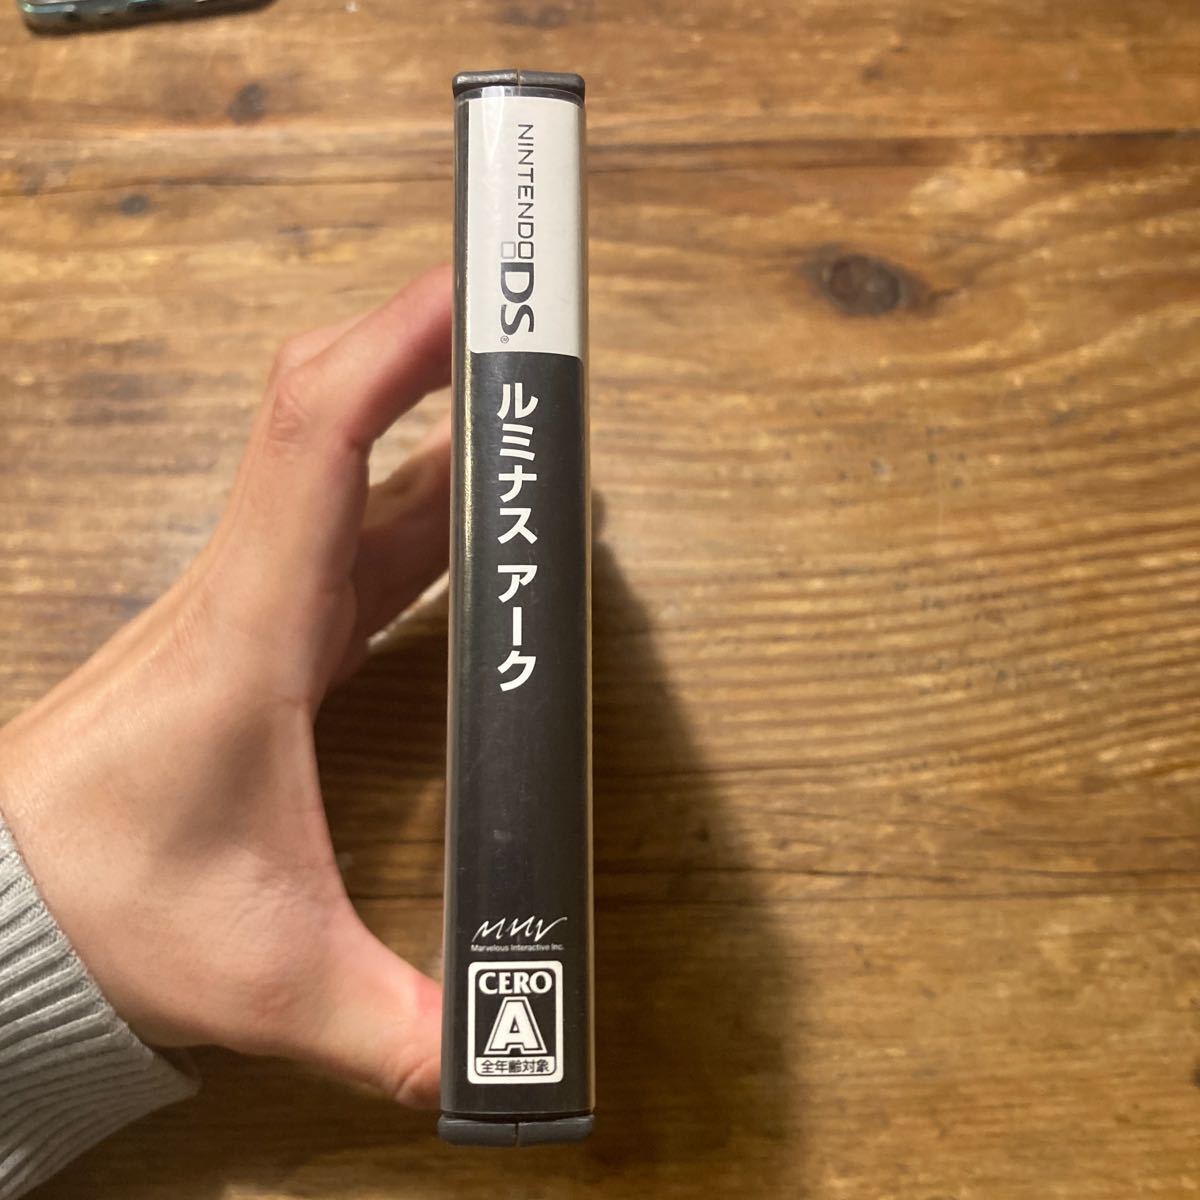 NINTENDO DS®
ルミナス アーク
MMV
Marvelous Interactive Inc.
CERO
A
全年齢対象